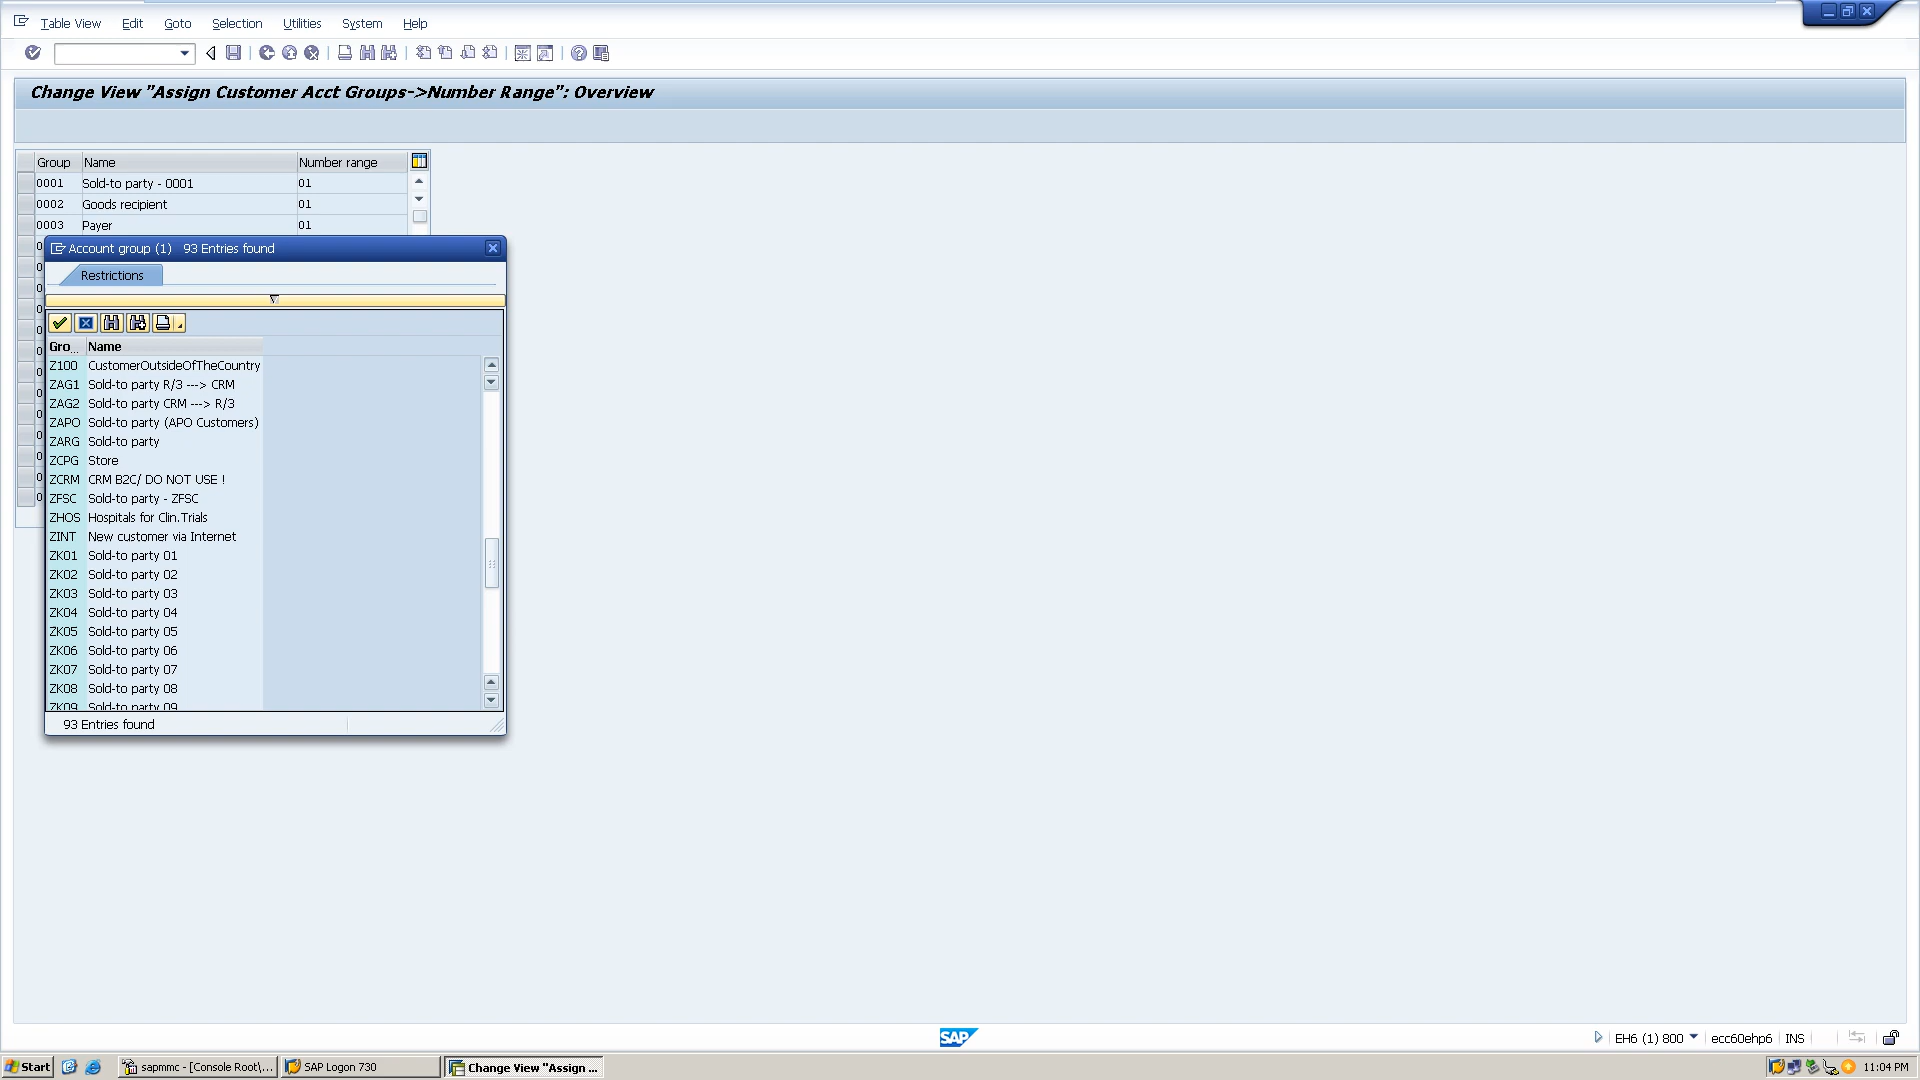 Table View Edit Goto Selection Utilities System Help
Change View "Assign Customer Acct Groups->Number Range": Overview
Group Name Number range
0001 Sold-to party - 0001 01
0002 Goods recipient 01
0003 Payer 01
Account group (1) 93 Entries found
Restrictions
Gro... Name
Z100 CustomerOutsideOfTheCountry
ZAG1 Sold-to party R/3 ---> CRM
ZAG2 Sold-to party CRM ---> R/3
ZAPO Sold-to party (APO Customers)
ZARG Sold-to party
ZCPG Store
ZCRM CRM B2C/ DO NOT USE !
ZFSC Sold-to party - ZFSC
ZHOS Hospitals for Clin.Trials
ZINT New customer via Internet
ZK01 Sold-to party 01
ZK02 Sold-to party 02
ZK03 Sold-to party 03
ZK04 Sold-to party 04
ZK05 Sold-to party 05
ZK06 Sold-to party 06
ZK07 Sold-to party 07
ZK08 Sold-to party 08
ZK09 Sold-to party 09
93 Entries found
SAP
EH6 (1) 800 ecc60ehp6 INS
Start sapmmc - [Console Root\... SAP Logon 730 Change View "Assign ... 11:04 PM